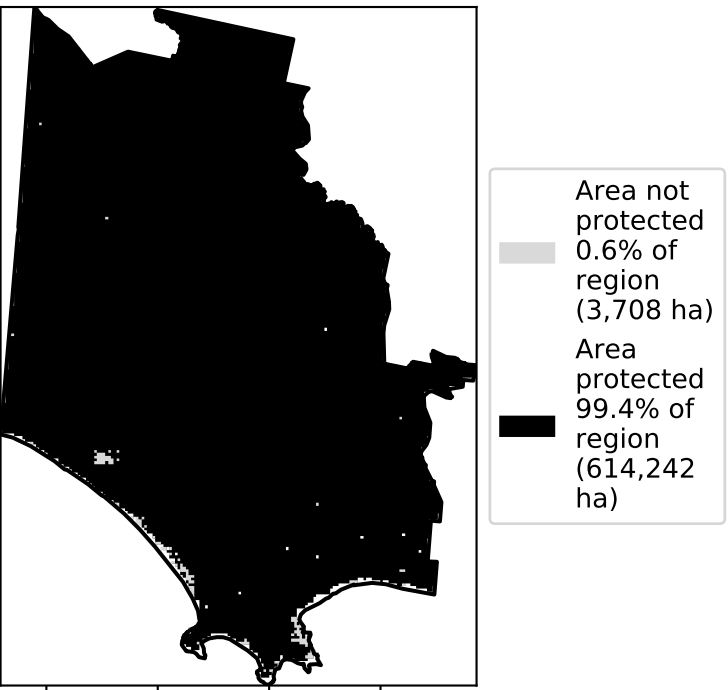 Area not
protected
0.6% of
region
(3,708 ha)
Area
protected
99.4% of
region
(614,242
ha)